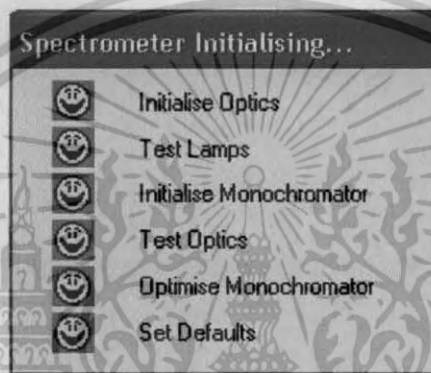 Spectrometer Initialising...
Initialise Optics
Test Lamps
Initialise Monochromator
Test Optics
Optimise Monochromator
Set Defaults